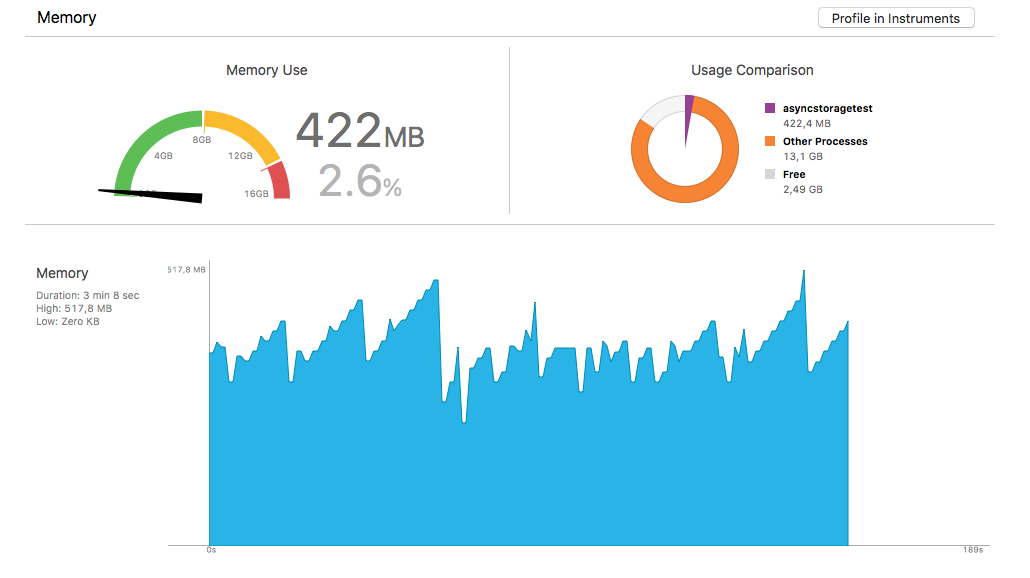 Memory
Profile in Instruments
Memory Use
Usage Comparison
8GB
4GB
12GB
16GB
422MB
2.6%
asyncstoragetest
422,4 MB
Other Processes
13,1 GB
Free
2,49 GB
Memory
Duration: 3 min 8 sec
High: 517,8 MB
Low: Zero KB
517,8 MB
0s
189s